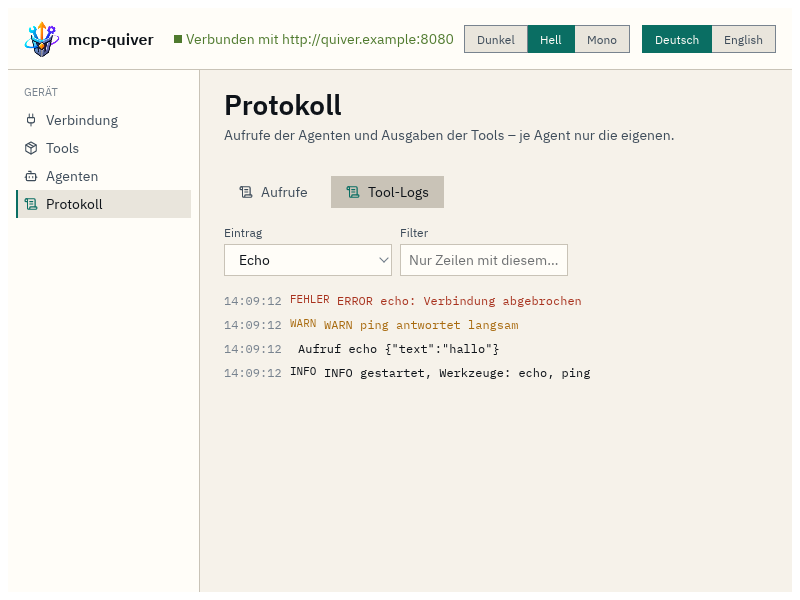 mcp-quiver
Verbunden mit http://quiver.example:8080
Dunkel Hell Mono
Deutsch English
GERÄT
Verbindung
Tools
Agenten
Protokoll
Protokoll
Aufrufe der Agenten und Ausgaben der Tools – je Agent nur die eigenen.
Aufrufe Tool-Logs
Eintrag Filter
Echo Nur Zeilen mit diesem...
14:09:12 FEHLER ERROR echo: Verbindung abgebrochen
14:09:12 WARN WARN ping antwortet langsam
14:09:12 Aufruf echo {"text":"hallo"}
14:09:12 INFO INFO gestartet, Werkzeuge: echo, ping